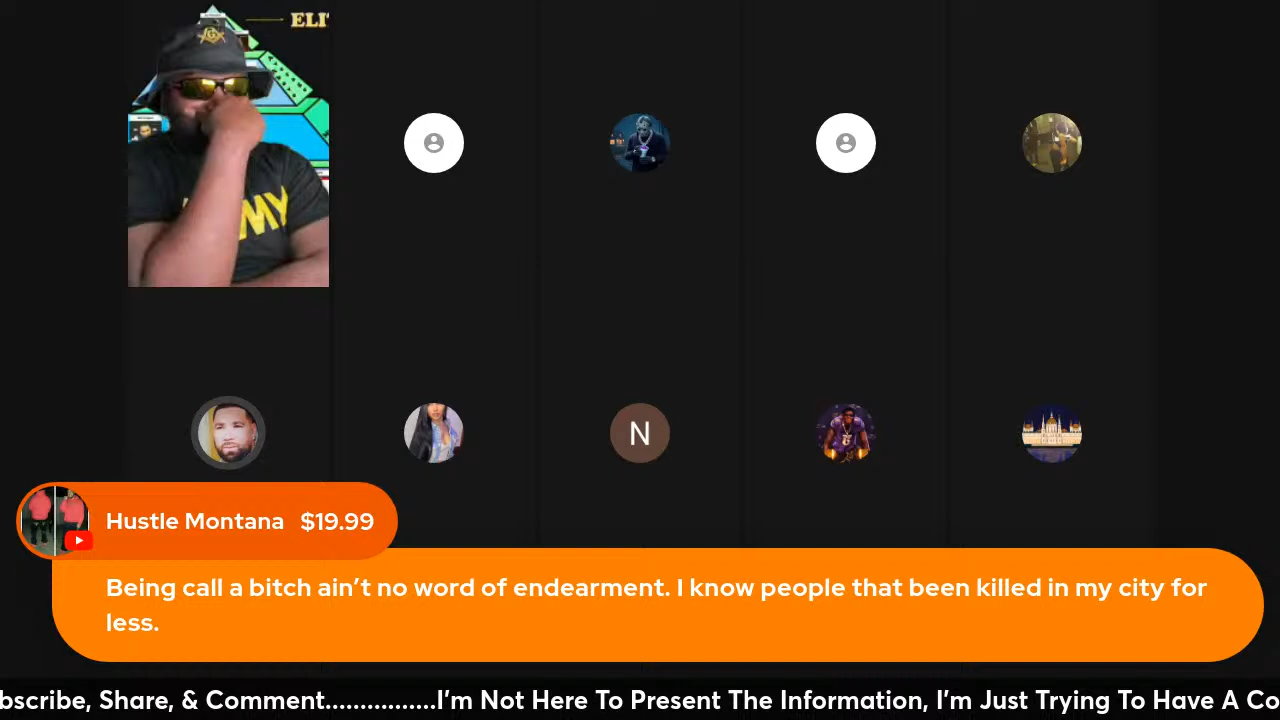 ELI
MY
N
Hustle Montana $19.99
Being call a bitch ain’t no word of endearment. I know people that been killed in my city for
less.
bscribe, Share, & Comment................I'm Not Here To Present The Information, I'm Just Trying To Have A Co